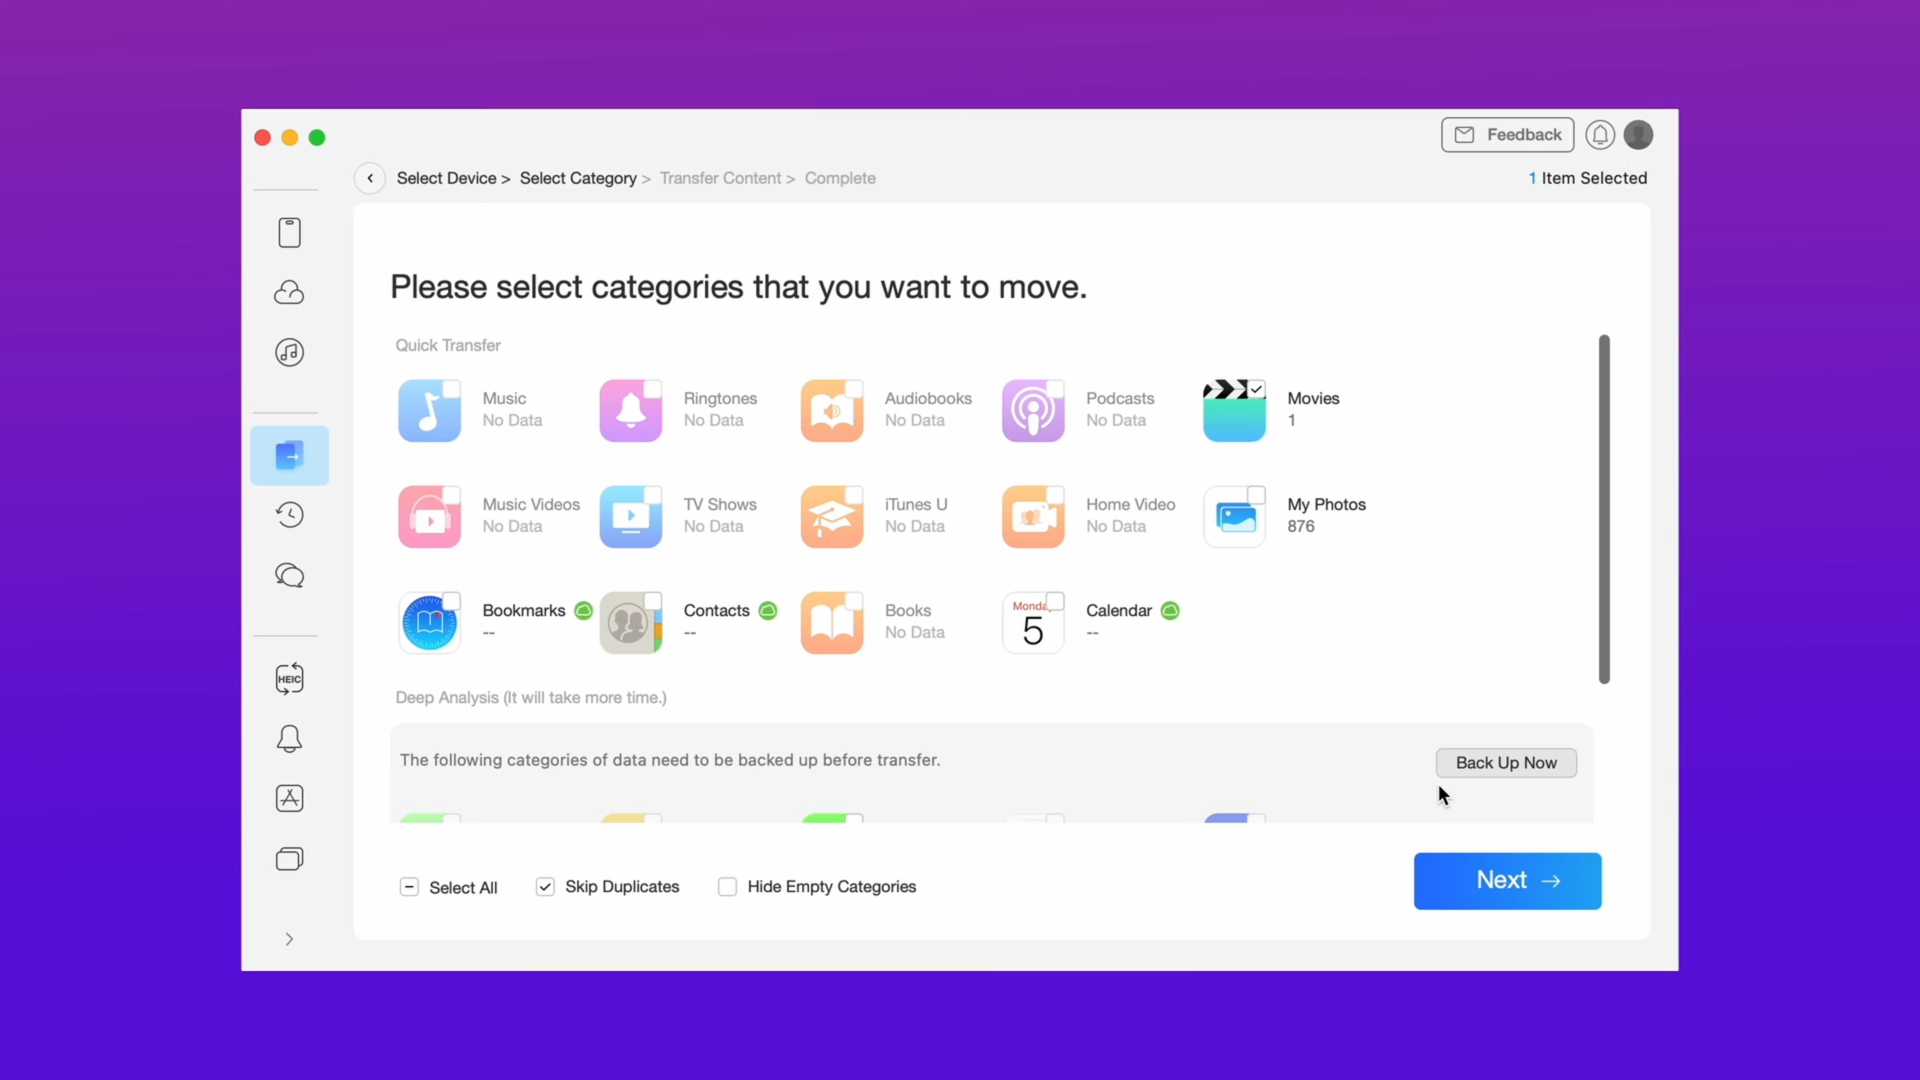 Feedback
Select Device > Select Category > Transfer Content > Complete
1 Item Selected
Please select categories that you want to move.
Quick Transfer
Music
No Data
Ringtones
No Data
Audiobooks
No Data
Podcasts
No Data
Movies
1
Music Videos
No Data
TV Shows
No Data
iTunes U
No Data
Home Video
No Data
My Photos
876
Bookmarks
--
Contacts
--
Books
No Data
Monday
5
Calendar
--
HEIC
Deep Analysis (It will take more time.)
The following categories of data need to be backed up before transfer.
Back Up Now
Select All
Skip Duplicates
Hide Empty Categories
Next